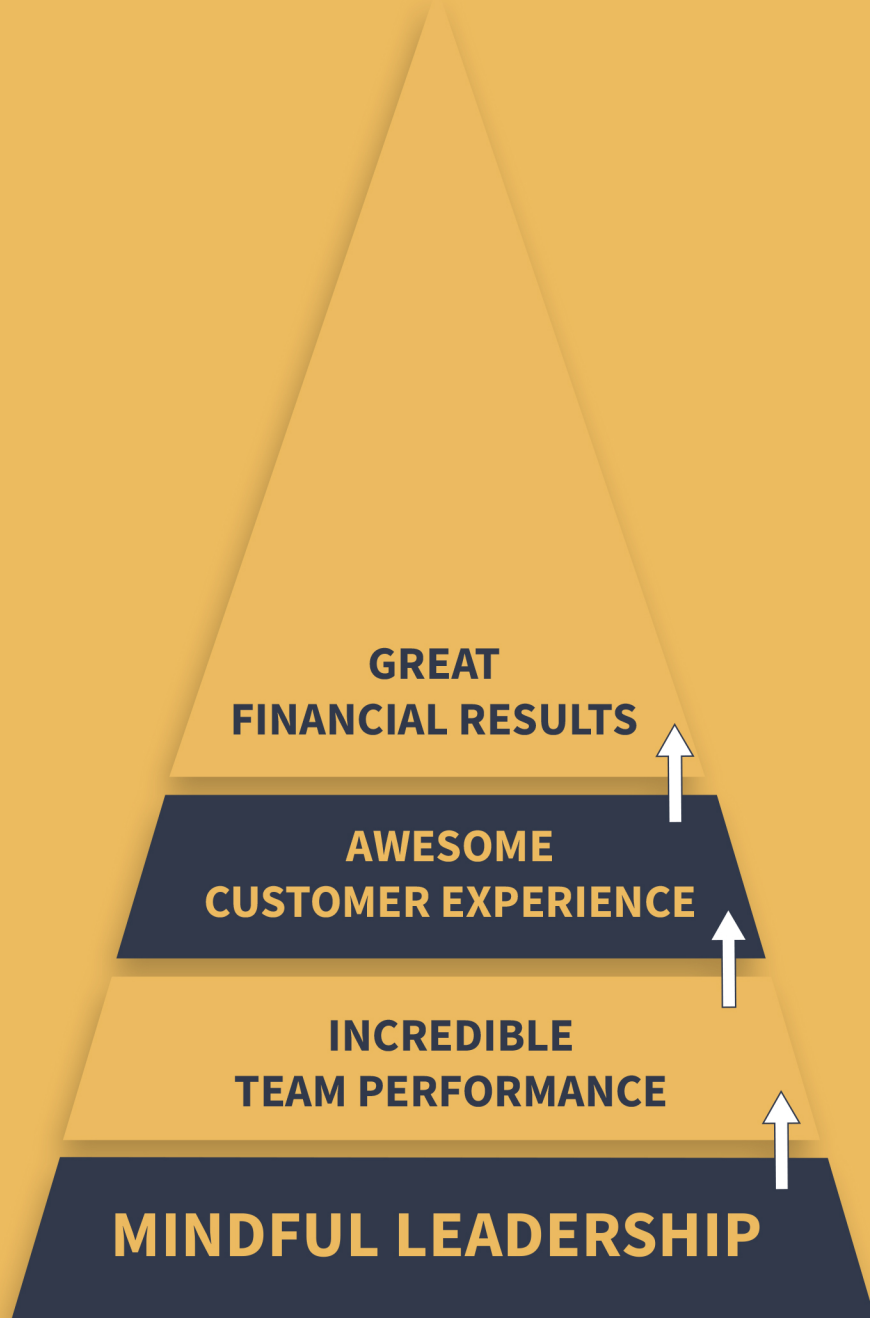 GREAT
FINANCIAL RESULTS
AWESOME
CUSTOMER EXPERIENCE
INCREDIBLE
TEAM PERFORMANCE
MINDFUL LEADERSHIP